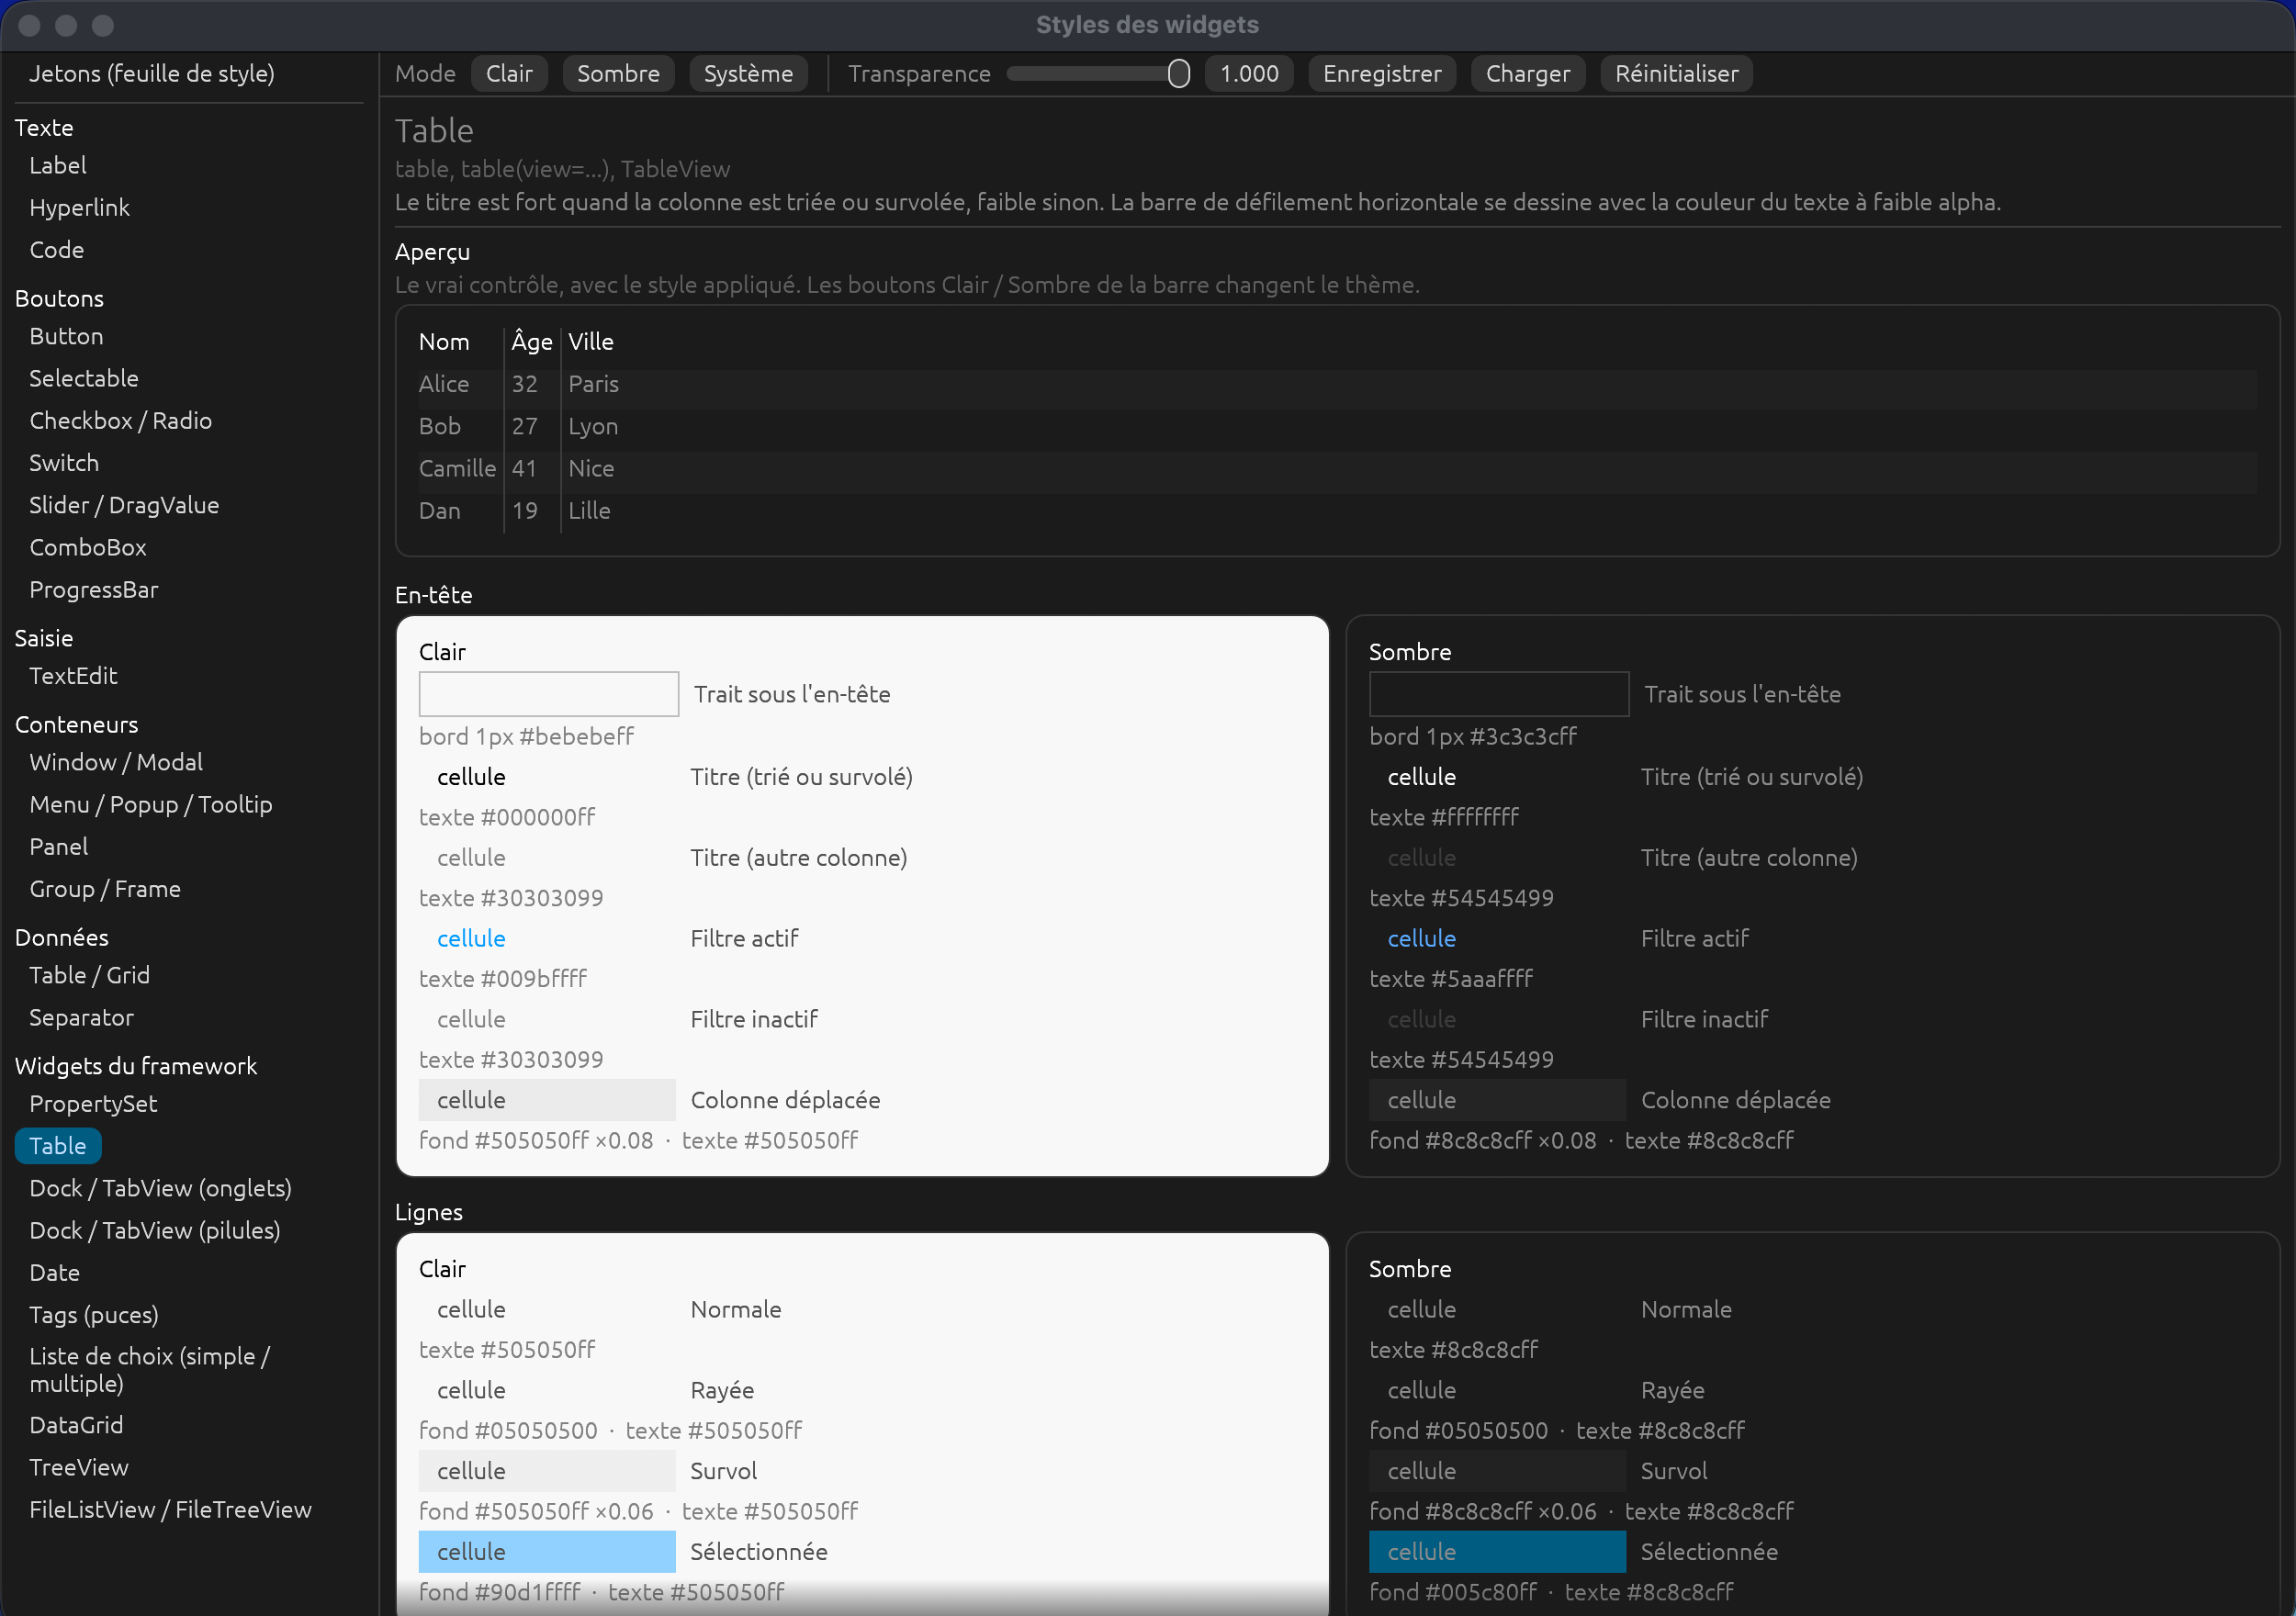 Styles des widgets
Jetons (feuille de style)
Texte
Label
Hyperlink
Code
Boutons
Button
Selectable
Checkbox / Radio
Switch
Slider / DragValue
ComboBox
ProgressBar
Saisie
TextEdit
Conteneurs
Window / Modal
Menu / Popup / Tooltip
Panel
Group / Frame
Données
Table / Grid
Separator
Widgets du framework
PropertySet
Table
Dock / TabView (onglets)
Dock / TabView (pilules)
Date
Tags (puces)
Liste de choix (simple /
multiple)
DataGrid
TreeView
FileListView / FileTreeView
Mode Clair Sombre Système Transparence 1.000 Enregistrer Charger Réinitialiser
Table
table, table(view=...), TableView
Le titre est fort quand la colonne est triée ou survolée, faible sinon. La barre de défilement horizontale se dessine avec la couleur du texte à faible alpha.
Aperçu
Le vrai contrôle, avec le style appliqué. Les boutons Clair / Sombre de la barre changent le thème.
Nom Âge Ville
Alice 32 Paris
Bob 27 Lyon
Camille 41 Nice
Dan 19 Lille
En-tête
Clair
Trait sous l'en-tête
bord 1px #bebebeff
cellule Titre (trié ou survolé)
texte #000000ff
cellule Titre (autre colonne)
texte #30303099
cellule Filtre actif
texte #009bffff
cellule Filtre inactif
texte #30303099
cellule Colonne déplacée
fond #505050ff ×0.08 · texte #505050ff
Sombre
Trait sous l'en-tête
bord 1px #3c3c3cff
cellule Titre (trié ou survolé)
texte #ffffffff
cellule Titre (autre colonne)
texte #54545499
cellule Filtre actif
texte #5aaaffff
cellule Filtre inactif
texte #54545499
cellule Colonne déplacée
fond #8c8c8cff ×0.08 · texte #8c8c8cff
Lignes
Clair
cellule Normale
texte #505050ff
cellule Rayée
fond #05050500 · texte #505050ff
cellule Survol
fond #505050ff ×0.06 · texte #505050ff
cellule Sélectionnée
fond #90d1ffff · texte #505050ff
Sombre
cellule Normale
texte #8c8c8cff
cellule Rayée
fond #05050500 · texte #8c8c8cff
cellule Survol
fond #8c8c8cff ×0.06 · texte #8c8c8cff
cellule Sélectionnée
fond #005c80ff · texte #8c8c8cff